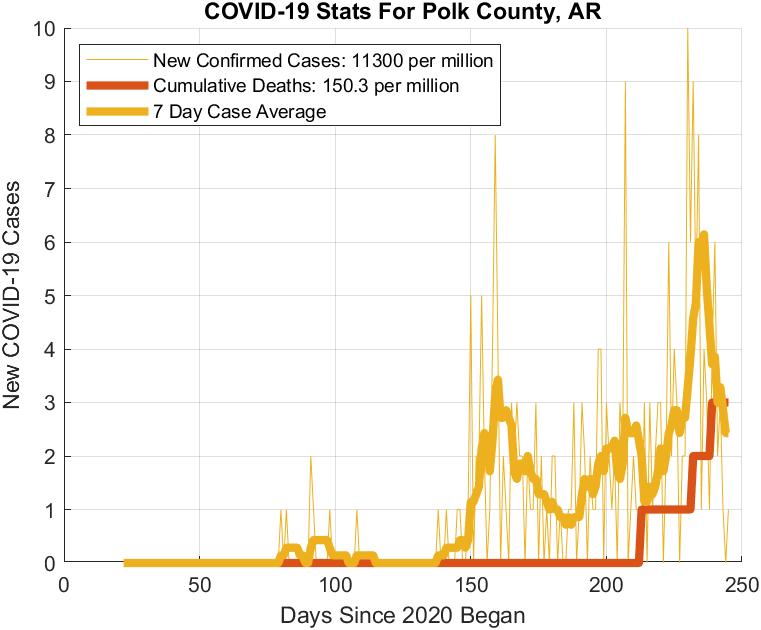 COVID-19 Stats For Polk County, AR
New Confirmed Cases: 11300 per million
Cumulative Deaths: 150.3 per million
7 Day Case Average
New COVID-19 Cases
10
9
8
7
6
5
4
3
2
1
0
0 50 100 150 200 250
Days Since 2020 Began